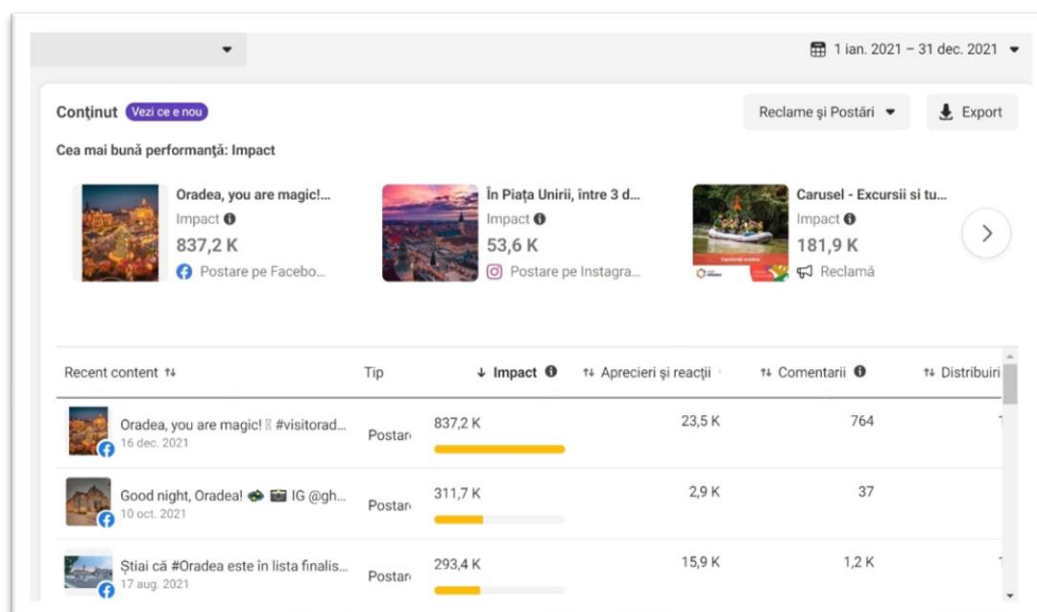 1 ian. 2021 – 31 dec. 2021
Conţinut Vezi ce e nou
Reclame şi Postări
Export
Cea mai bună performanţă: Impact
Oradea, you are magic!...
Impact
837,2 K
Postare pe Facebo...
În Piața Unirii, între 3 d...
Impact
53,6 K
Postare pe Instagra...
Carusel - Excursii si tu...
Impact
181,9 K
Reclamă
Recent content Tip Impact Aprecieri şi reacţii Comentarii Distribuiri
Oradea, you are magic! #visitorad...
16 dec. 2021
Postar
837,2 K
23,5 K
764
Good night, Oradea! IG @gh...
10 oct. 2021
Postar
311,7 K
2,9 K
37
Știai că #Oradea este în lista finalis...
17 aug. 2021
Postar
293,4 K
15,9 K
1,2 K